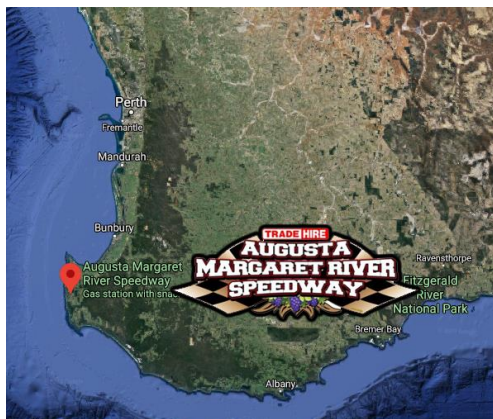 Perth
Fremantle
Mandurah
Bunbury
Augusta Margaret
River Speedway
Gas station with snac
TRADE HIRE
AUGUSTA
MARGARET RIVER
SPEEDWAY
Ravensthorpe
Fitzgerald
River
National Park
Bremer Bay
Albany